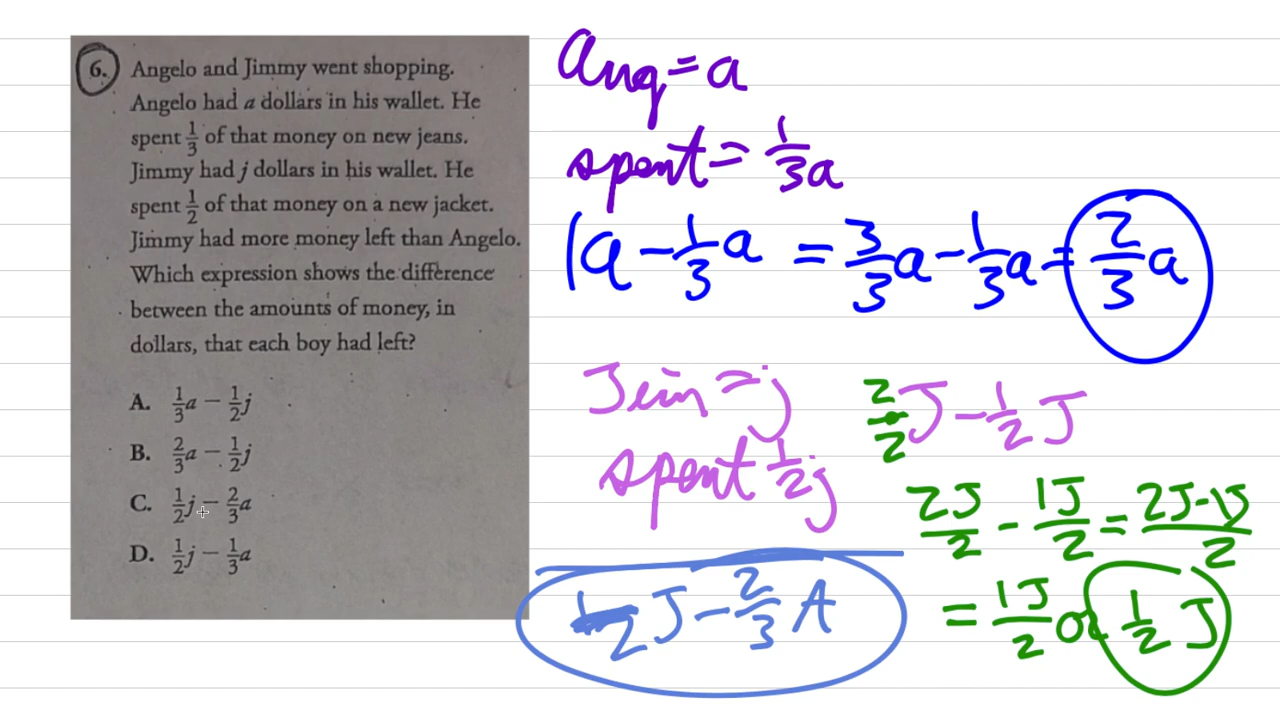 6. Angelo and Jimmy went shopping.
Angelo had a dollars in his wallet. He
spent 1/3 of that money on new jeans.
Jimmy had j dollars in his wallet. He
spent 1/2 of that money on a new jacket.
Jimmy had more money left than Angelo.
Which expression shows the difference
between the amounts of money, in
dollars, that each boy had left?
A. 1/3a − 1/2j
B. 2/3a − 1/2j
C. 1/2j − 2/3a
D. 1/2j − 1/3a
Ang = a
spent = 1/3a
1a − 1/3a = 3/3a − 1/3a = 2/3a
= j
spent 1/2j
2/2J − 1/2J
2J/2 − 1J/2 = 2J-1J/2
= 1J/2 or 1/2 J
1/2 J − 2/3 A